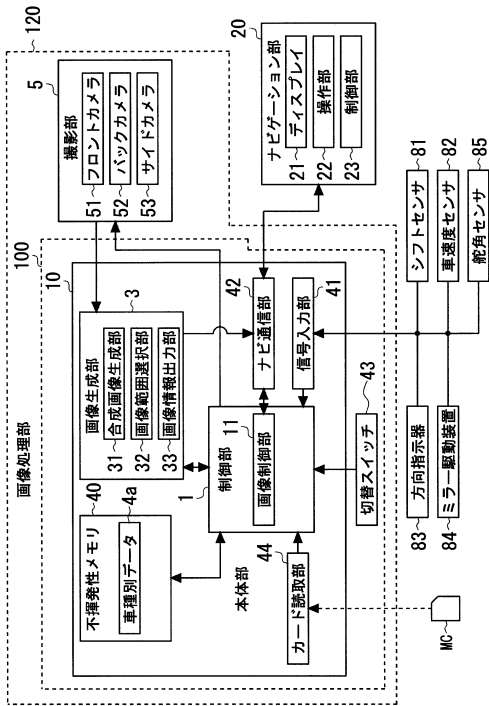 120
画像処理部
100
10
本体部
5
撮影部
51 フロントカメラ
52 バックカメラ
53 サイドカメラ
20
ナビゲーション部
21 ディスプレイ
22 操作部
23 制御部
3
画像生成部
31 合成画像生成部
32 画像範囲選択部
33 画像情報出力部
40
不揮発性メモリ
4a
車種別データ
1
制御部
11
画像制御部
42
ナビ通信部
信号入力部
41
43
切替スイッチ
44
カード読取部
MC
シフトセンサ 81
車速度センサ 82
舵角センサ 85
83 方向指示器
84 ミラー駆動装置